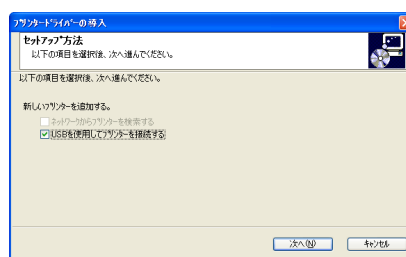 プリンタードライバーの導入
セットアップ方法
以下の項目を選択後、次へ進んでください。
以下の項目を選択後、次へ進んでください。
新しいプリンターを追加する。
ネットワークからプリンターを検索する
USBを使用してプリンターを接続する
次へ(N)
キャンセル